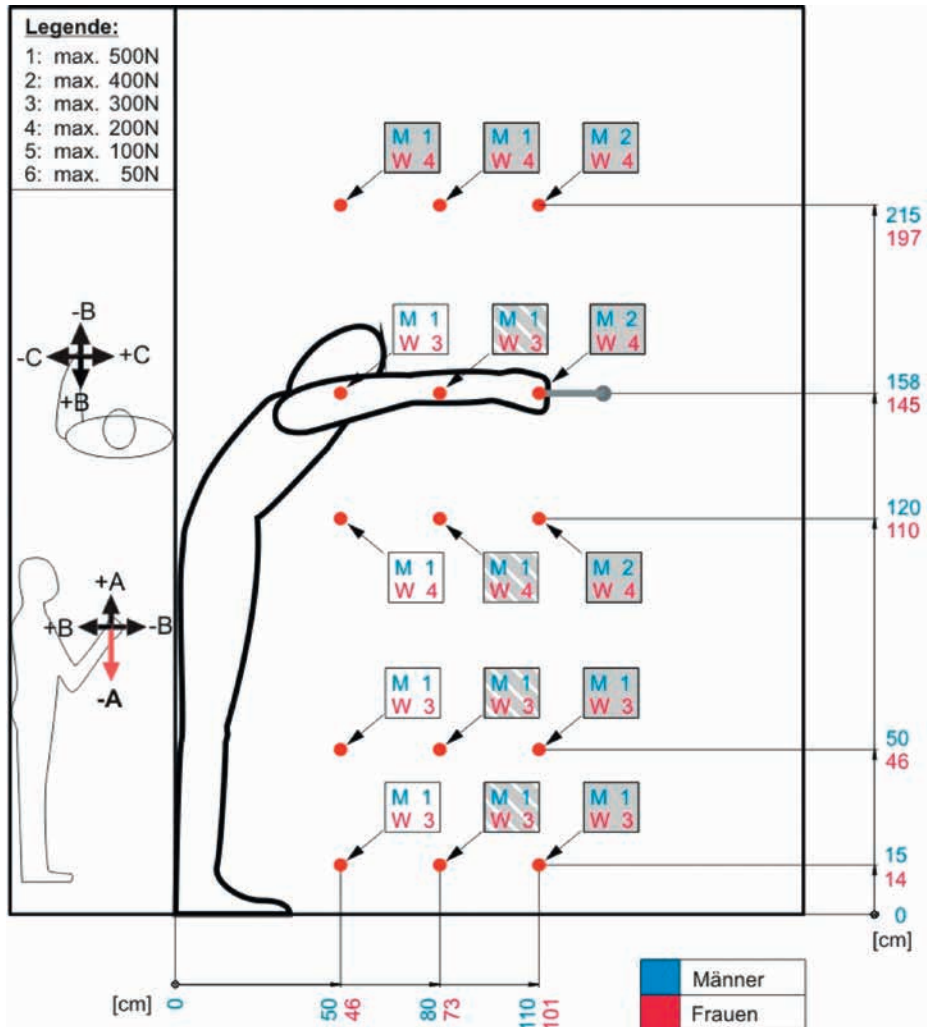 Legende:
1: max. 500N
2: max. 400N
3: max. 300N
4: max. 200N
5: max. 100N
6: max. 50N
M 1
W 4
M 1
W 4
M 2
W 4
215
197
-B
-C
+C
+B
M 1
W 3
M 1
W 3
M 2
W 4
158
145
120
110
M 1
W 4
M 1
W 4
M 2
W 4
+A
+B
-B
-A
M 1
W 3
M 1
W 3
M 1
W 3
50
46
M 1
W 3
M 1
W 3
M 1
W 3
15
14
0
[cm]
[cm]
0
50
46
80
73
110
101
Männer
Frauen